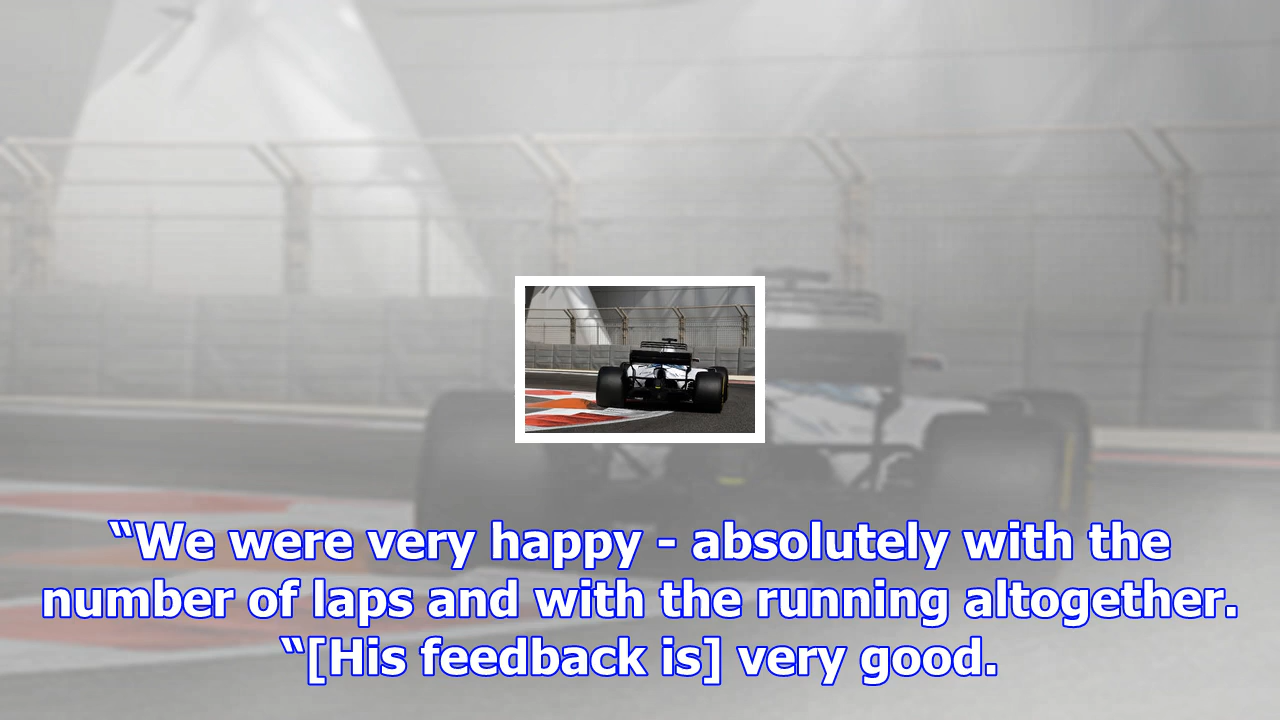 “We were very happy - absolutely with the
number of laps and with the running altogether.
“[His feedback is] very good.